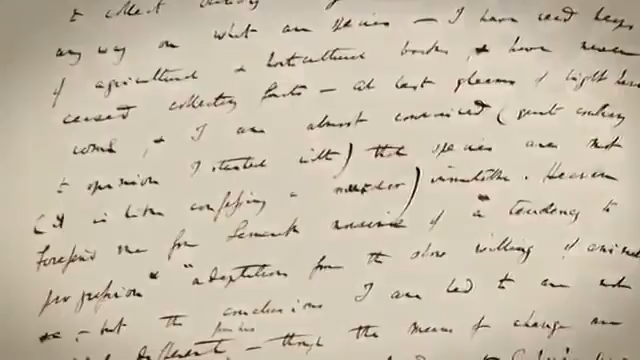 to collect
any way on what are species — I have read heaps
of agricultural & horticultural books, & have never
ceased collecting facts — At last gleams of light have
come, & I am almost convinced (quite contrary
to opinion I started with) that species are not
(it is like confessing a murder) immutable. Heaven
forefend me from Lamarck nonsense of a "tendency to
progression" "adaptations from the slow willing of animals
&c, — but the conclusions I am led to are not
different — though the means of change are